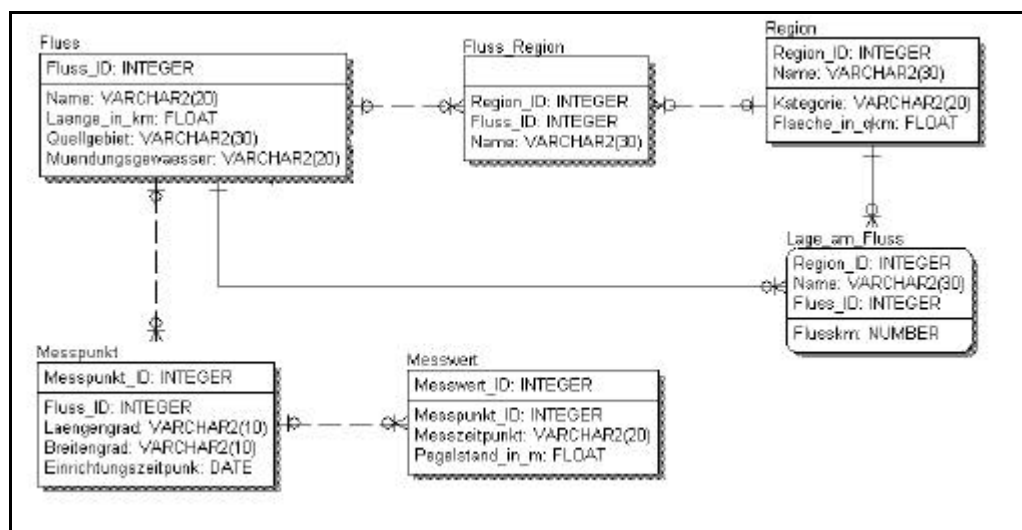 Fluss
Fluss_ID: INTEGER
Name: VARCHAR2(20)
Laenge_in_km: FLOAT
Quellgebiet: VARCHAR2(30)
Muendungsgewaesser: VARCHAR2(20)
Fluss_Region
Region_ID: INTEGER
Fluss_ID: INTEGER
Name: VARCHAR2(30)
Region
Region_ID: INTEGER
Name: VARCHAR2(30)
Kategorie: VARCHAR2(20)
Flaeche_in_qkm: FLOAT
Lage_am_Fluss
Region_ID: INTEGER
Name: VARCHAR2(30)
Fluss_ID: INTEGER
Flusskm: NUMBER
Messpunkt
Messpunkt_ID: INTEGER
Fluss_ID: INTEGER
Laengengrad: VARCHAR2(10)
Breitengrad: VARCHAR2(10)
Einrichtungszeitpunk: DATE
Messwert
Messwert_ID: INTEGER
Messpunkt_ID: INTEGER
Messzeitpunkt: VARCHAR2(20)
Pegelstand_in_m: FLOAT